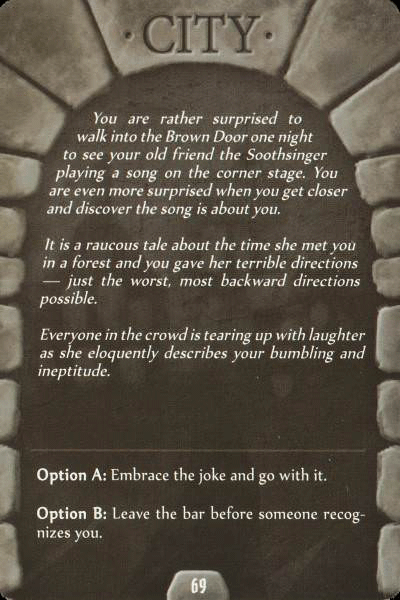 · CITY ·
You are rather surprised to
walk into the Brown Door one night
to see your old friend the Soothsinger
playing a song on the corner stage. You
are even more surprised when you get closer
and discover the song is about you.
It is a raucous tale about the time she met you
in a forest and you gave her terrible directions
— just the worst, most backward directions
possible.
Everyone in the crowd is tearing up with laughter
as she eloquently describes your bumbling and
ineptitude.
Option A: Embrace the joke and go with it.
Option B: Leave the bar before someone recog-
nizes you.
69